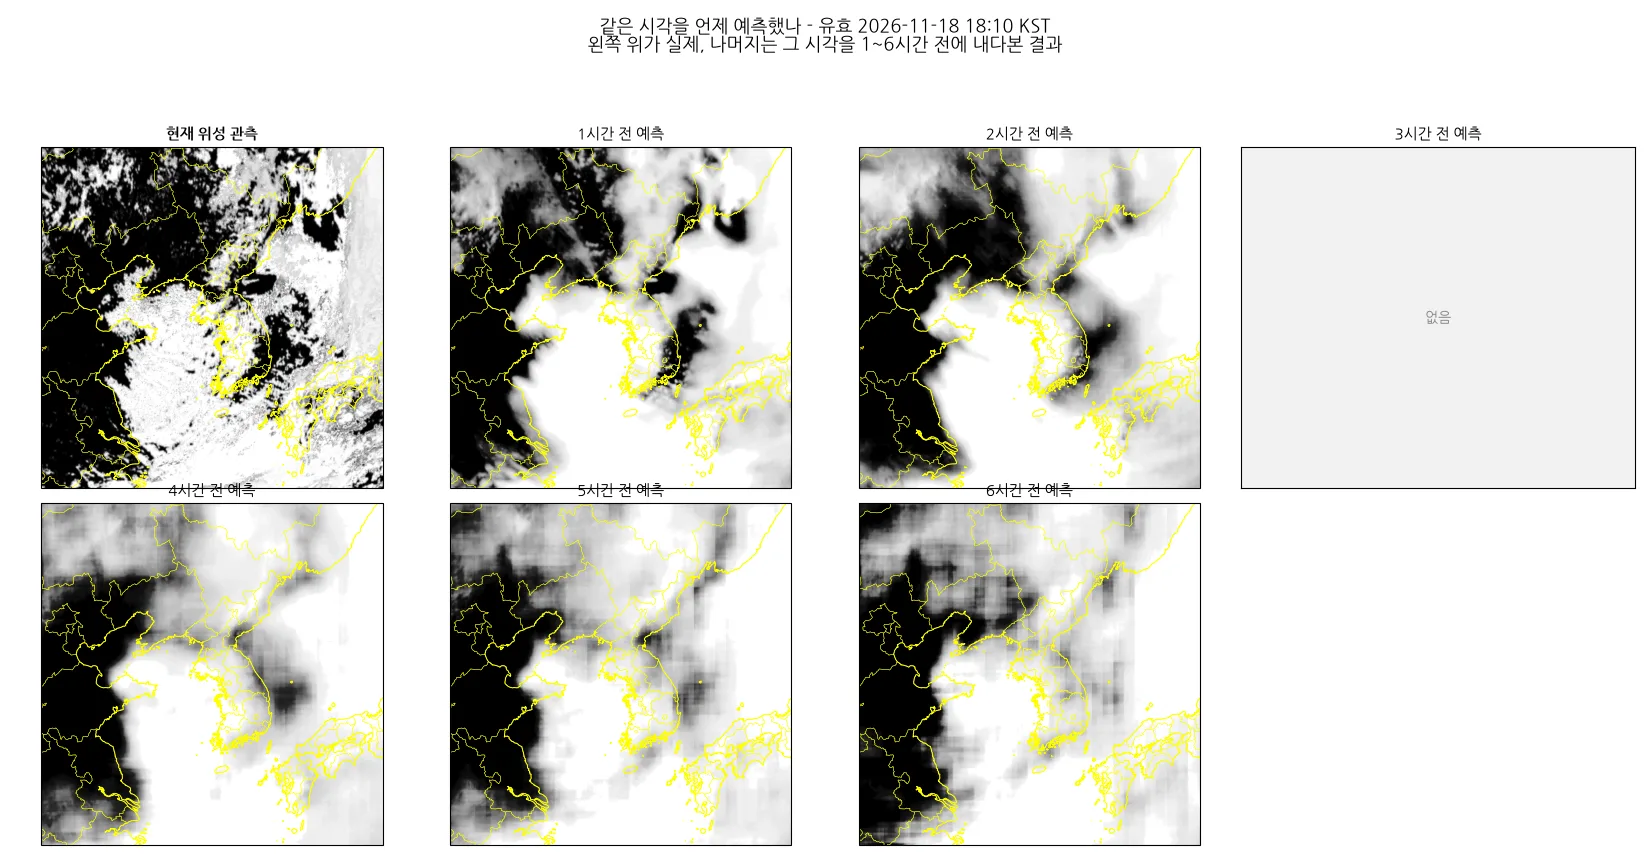 같은 시각을 언제 예측했나 - 유효 2026-11-18 18:10 KST
왼쪽 위가 실제, 나머지는 그 시각을 1~6시간 전에 내다본 결과
현재 위성 관측
1시간 전 예측
2시간 전 예측
3시간 전 예측
없음
4시간 전 예측
5시간 전 예측
6시간 전 예측